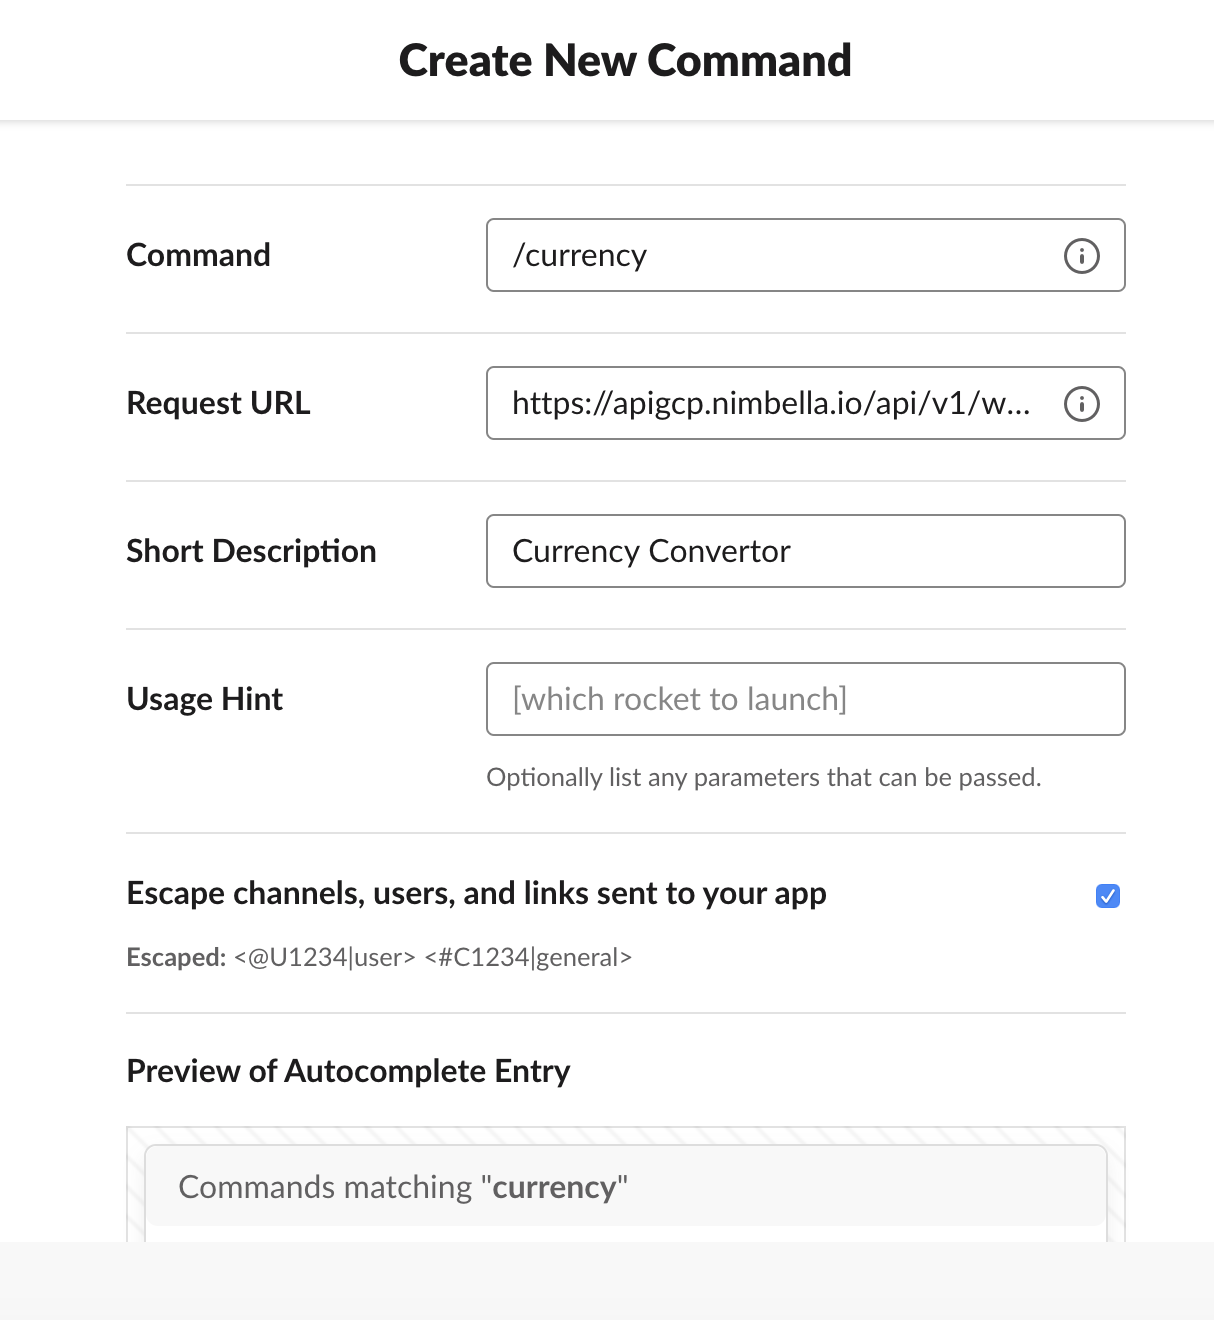 Create New Command
Command
/currency
Request URL
https://apigcp.nimbella.io/api/v1/w...
Short Description
Currency Convertor
Usage Hint
[which rocket to launch]
Optionally list any parameters that can be passed.
Escape channels, users, and links sent to your app
Escaped: <@U1234|user> <#C1234|general>
Preview of Autocomplete Entry
Commands matching "currency"